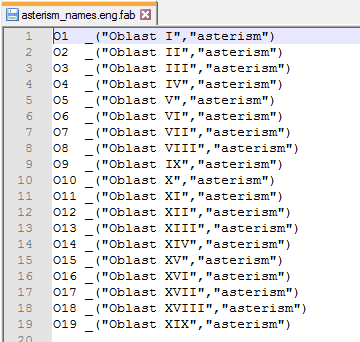 asterism_names.eng.fab
1 O1 _("Oblast I","asterism")
2 O2 _("Oblast II","asterism")
3 O3 _("Oblast III","asterism")
4 O4 _("Oblast IV","asterism")
5 O5 _("Oblast V","asterism")
6 O6 _("Oblast VI","asterism")
7 O7 _("Oblast VII","asterism")
8 O8 _("Oblast VIII","asterism")
9 O9 _("Oblast IX","asterism")
10 O10 _("Oblast X","asterism")
11 O11 _("Oblast XI","asterism")
12 O12 _("Oblast XII","asterism")
13 O13 _("Oblast XIII","asterism")
14 O14 _("Oblast XIV","asterism")
15 O15 _("Oblast XV","asterism")
16 O16 _("Oblast XVI","asterism")
17 O17 _("Oblast XVII","asterism")
18 O18 _("Oblast XVIII","asterism")
19 O19 _("Oblast XIX","asterism")
20